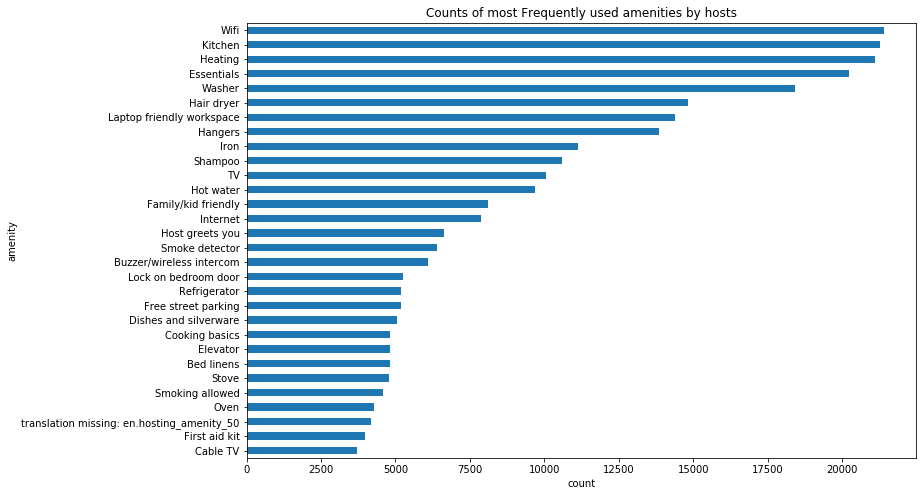 Counts of most Frequently used amenities by hosts
amenity
Wifi
Kitchen
Heating
Essentials
Washer
Hair dryer
Laptop friendly workspace
Hangers
Iron
Shampoo
TV
Hot water
Family/kid friendly
Internet
Host greets you
Smoke detector
Buzzer/wireless intercom
Lock on bedroom door
Refrigerator
Free street parking
Dishes and silverware
Cooking basics
Elevator
Bed linens
Stove
Smoking allowed
Oven
translation missing: en.hosting_amenity_50
First aid kit
Cable TV
0 2500 5000 7500 10000 12500 15000 17500 20000
count